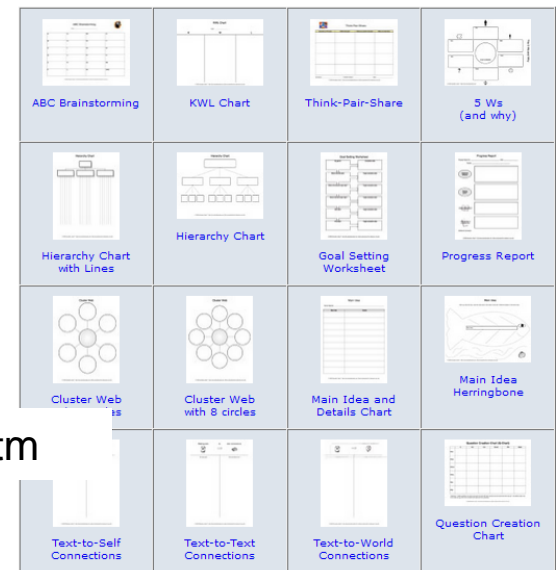 ABC Brainstorming
KWL Chart
Think-Pair-Share
5 Ws
(and why)
Hierarchy Chart
with Lines
Hierarchy Chart
Goal Setting
Worksheet
Progress Report
Cluster Web
Cluster Web
with 8 circles
Main Idea and
Details Chart
Main Idea
Herringbone
tm
Text-to-Self
Connections
Text-to-Text
Connections
Text-to-World
Connections
Question Creation
Chart